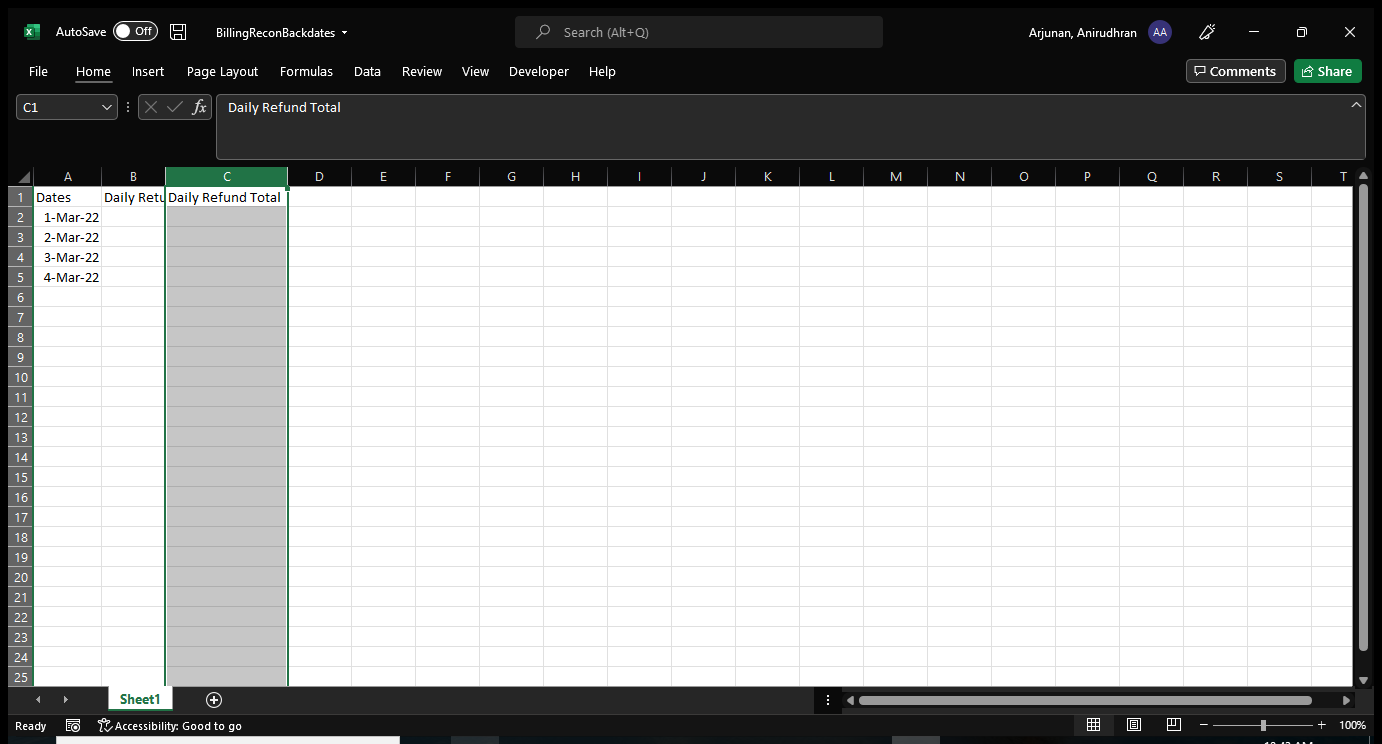 AutoSave Off BillingReconBackdates Search (Alt+Q) Arjunan, Anirudhran AA
File Home Insert Page Layout Formulas Data Review View Developer Help Comments Share
C1 fx Daily Refund Total
A B C D E F G H I J K L M N O P Q R S T
1 Dates Daily Retu Daily Refund Total
2 1-Mar-22
3 2-Mar-22
4 3-Mar-22
5 4-Mar-22
6
7
8
9
10
11
12
13
14
15
16
17
18
19
20
21
22
23
24
25
Sheet1
Ready Accessibility: Good to go 100%